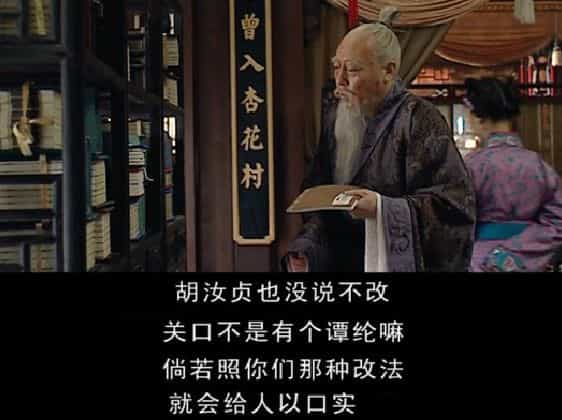 曾入杏花村
胡汝贞也没说不改
关口不是有个谭纶嘛
倘若照你们那种改法
就会给人以口实